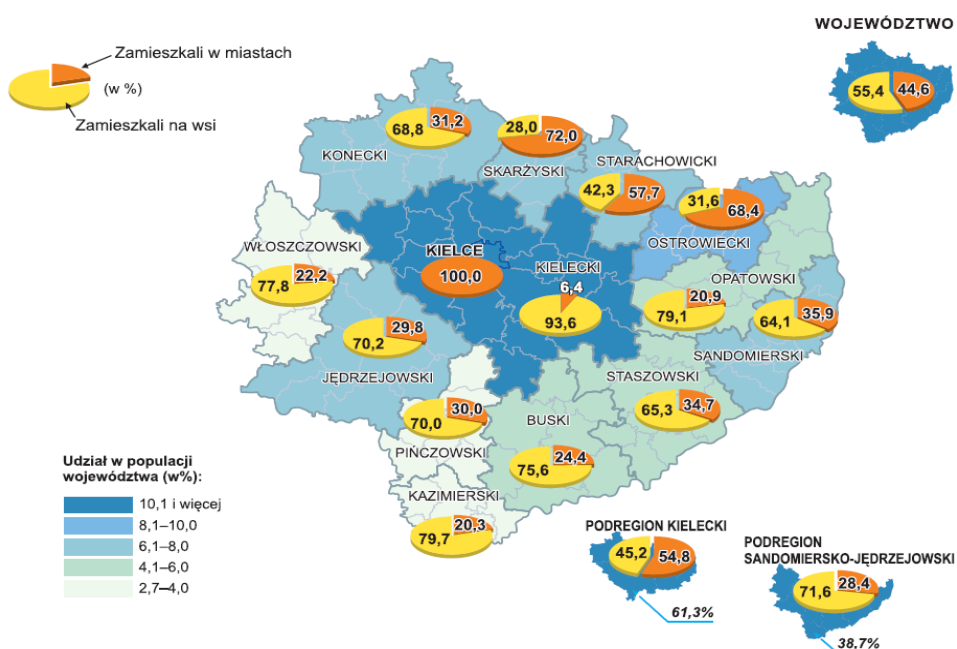 WOJEWÓDZTWO
55,4
44,6
Zamieszkali w miastach
(w %)
Zamieszkali na wsi
68,8
31,2
KONECKI
28,0
72,0
SKARŻYSKI
STARACHOWICKI
42,3
57,7
31,6
68,4
OSTROWIECKI
WŁOSZCZOWSKI
77,8
22,2
KIELCE
100,0
KIELECKI
6,4
93,6
OPATOWSKI
79,1
20,9
64,1
35,9
SANDOMIERSKI
70,2
29,8
JĘDRZEJOWSKI
STASZOWSKI
65,3
34,7
70,0
30,0
PIŃCZOWSKI
BUSKI
75,6
24,4
KAZIMIERSKI
79,7
20,3
Udział w populacji
województwa (w%):
10,1 i więcej
8,1–10,0
6,1–8,0
4,1–6,0
2,7–4,0
PODREGION KIELECKI
45,2
54,8
61,3%
PODREGION
SANDOMIERSKO-JĘDRZEJOWSKI
71,6
28,4
38,7%